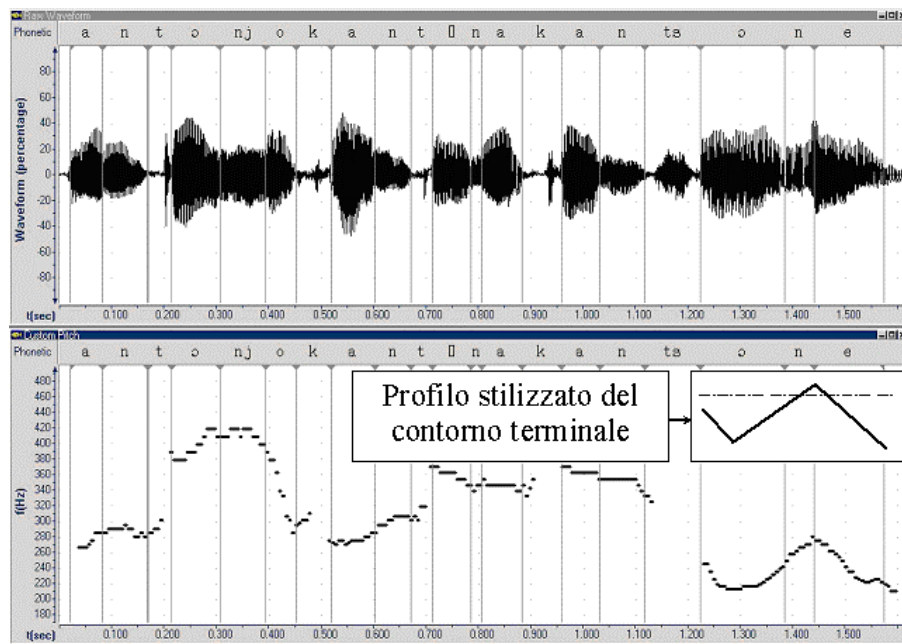 Raw Waveform
Phonetic a n t ɔ nj o k a n t 𝼀 n a k a n ts ɔ n e
Waveform (percentage)
80
60
40
20
0
-20
-40
-60
-80
t(sec) 0.100 0.200 0.300 0.400 0.500 0.600 0.700 0.800 0.900 1.000 1.100 1.200 1.300 1.400 1.500
Custom Pitch
Phonetic a n t ɔ nj o k a n t n a k a n ts ɔ n e
f(Hz)
480
460
440
420
400
380
360
340
320
300
280
260
240
220
200
180
Profilo stilizzato del
contorno terminale
t(sec) 0.100 0.200 0.300 0.400 0.500 0.600 0.700 0.800 0.900 1.000 1.100 1.200 1.300 1.400 1.500